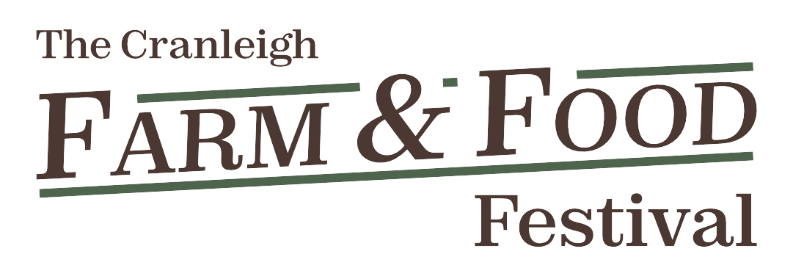 The Cranleigh
FARM & FOOD
Festival